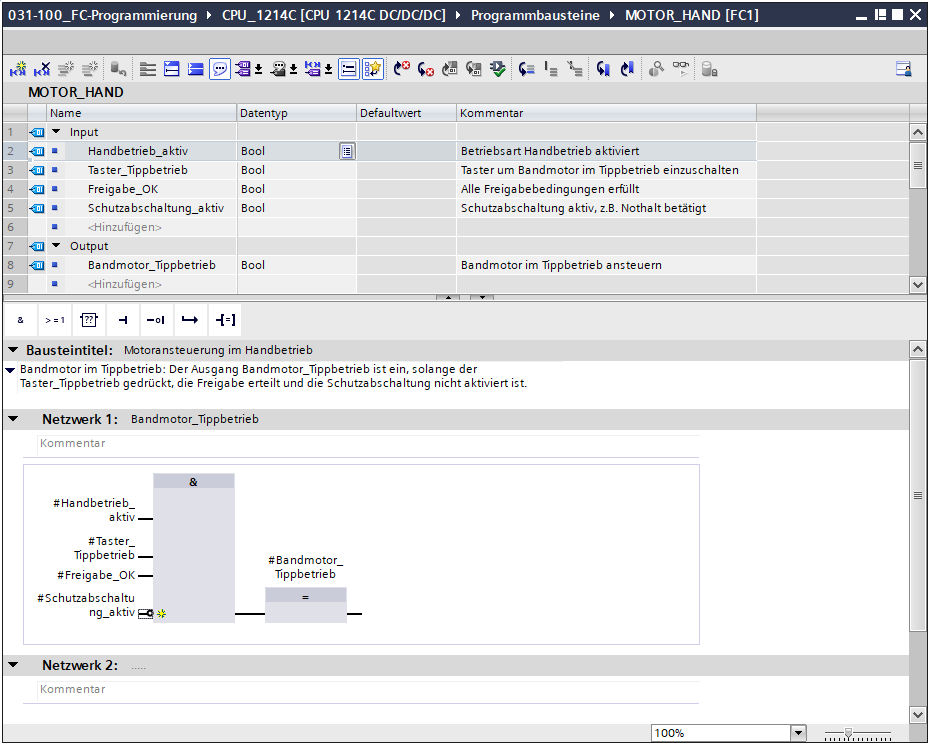 031-100_FC-Programmierung ▸ CPU_1214C [CPU 1214C DC/DC/DC] ▸ Programmbausteine ▸ MOTOR_HAND [FC1]
MOTOR_HAND
Name Datentyp Defaultwert Kommentar
1 Input
2 Handbetrieb_aktiv Bool Betriebsart Handbetrieb aktiviert
3 Taster_Tippbetrieb Bool Taster um Bandmotor im Tippbetrieb einzuschalten
4 Freigabe_OK Bool Alle Freigabebedingungen erfüllt
5 Schutzabschaltung_aktiv Bool Schutzabschaltung aktiv, z.B. Nothalt betätigt
6 <Hinzufügen>
7 Output
8 Bandmotor_Tippbetrieb Bool Bandmotor im Tippbetrieb ansteuern
9 <Hinzufügen>
& >=1 ??
Bausteintitel: Motoransteuerung im Handbetrieb
Bandmotor im Tippbetrieb: Der Ausgang Bandmotor_Tippbetrieb ist ein, solange der
Taster_Tippbetrieb gedrückt, die Freigabe erteilt und die Schutzabschaltung nicht aktiviert ist.
Netzwerk 1: Bandmotor_Tippbetrieb
Kommentar
&
#Handbetrieb_
aktiv
#Taster_
Tippbetrieb
#Freigabe_OK
#Schutzabschaltu
ng_aktiv
#Bandmotor_
Tippbetrieb
=
Netzwerk 2: .....
Kommentar
100%